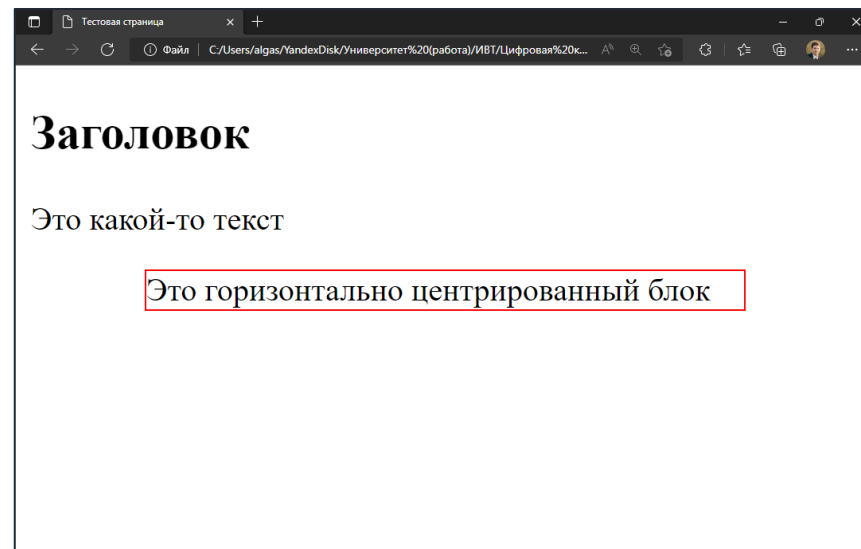 Тестовая страница
Файл C:/Users/algas/YandexDisk/Университет%20(работа)/ИВТ/Цифровая%20к...
Заголовок
Это какой-то текст
Это горизонтально центрированный блок